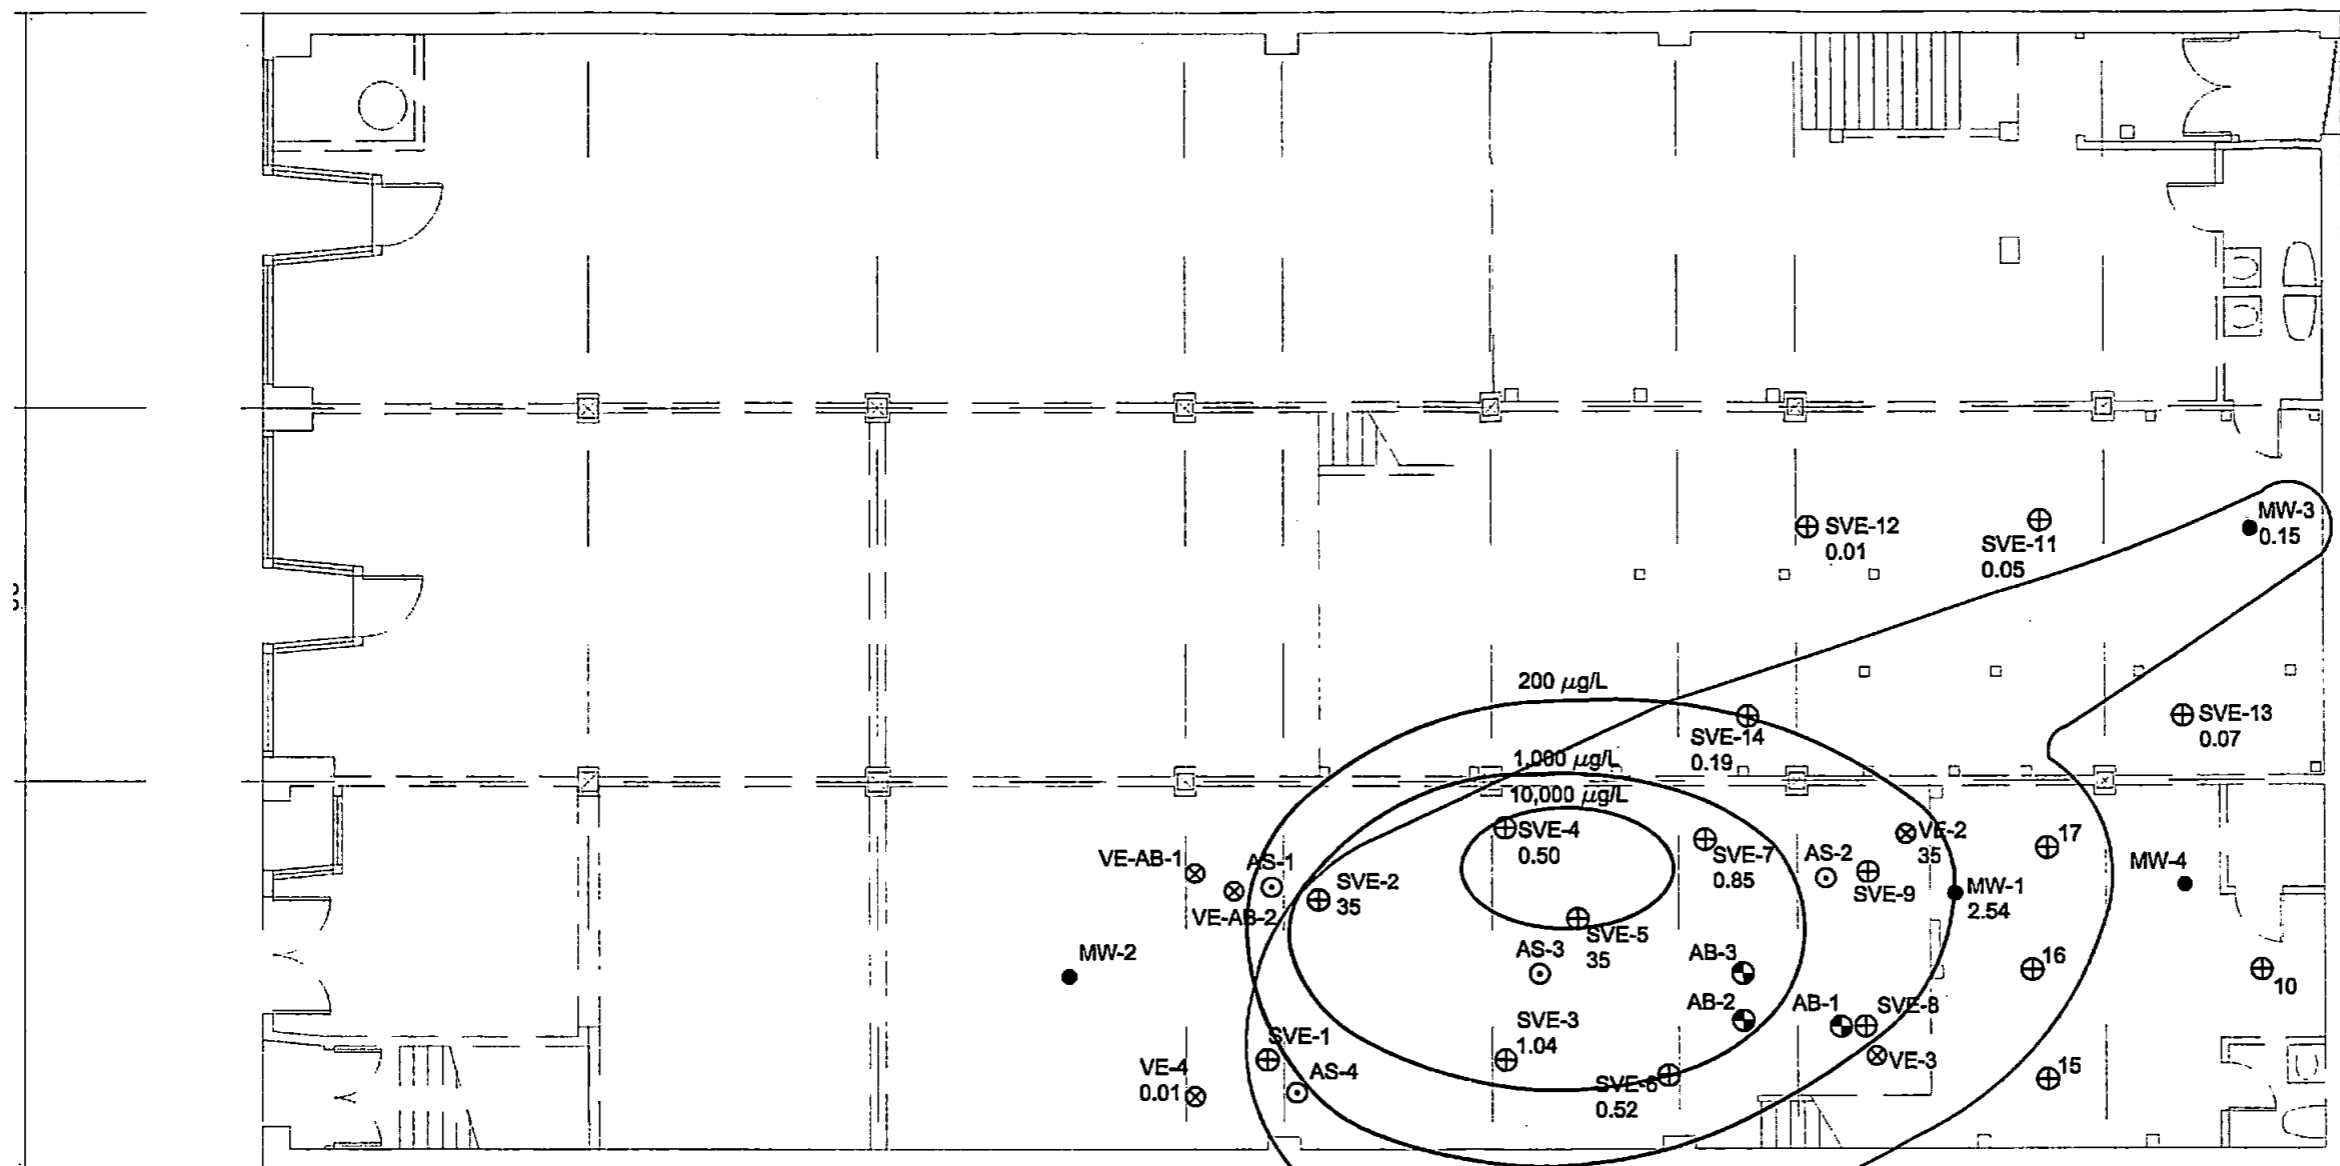 SVE-12
0.01
SVE-11
0.05
MW-3
0.15
200 µg/L
SVE-14
0.19
SVE-13
0.07
1,000 µg/L
10,000 µg/L
SVE-4
0.50
SVE-7
0.85
VE-2
35
17
VE-AB-1
AS-1
VE-AB-2
SVE-2
35
AS-2
SVE-9
MW-1
2.54
MW-4
SVE-5
35
MW-2
AS-3
AB-3
16
10
AB-2
AB-1
SVE-8
SVE-3
1.04
SVE-1
VE-3
VE-4
0.01
AS-4
SVE-6
0.52
15